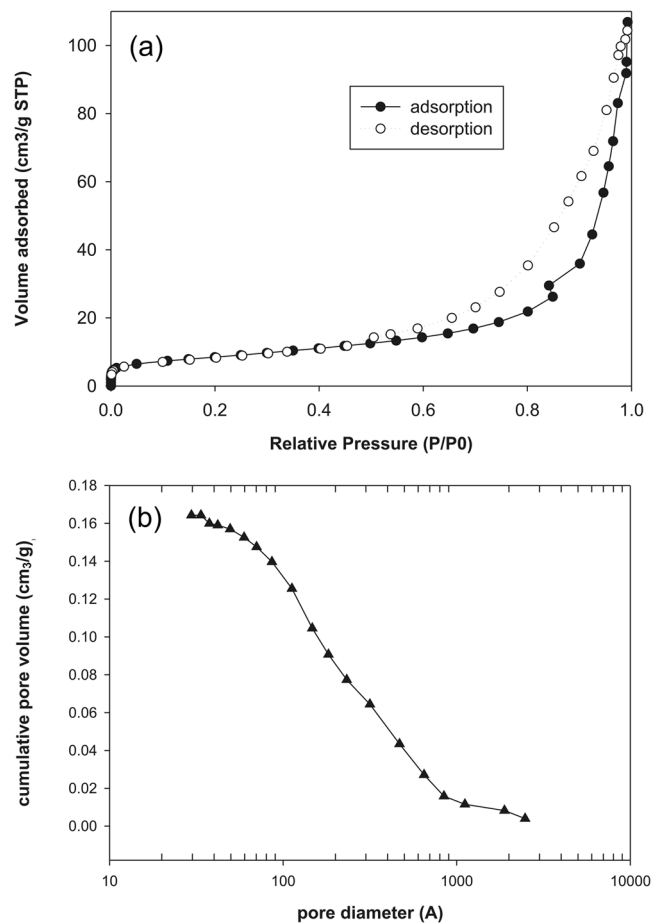 (a)
100
80
60
40
20
0
Volume adsorbed (cm3/g STP)
adsorption
desorption
0.0 0.2 0.4 0.6 0.8 1.0
Relative Pressure (P/P0)
(b)
0.18
0.16
0.14
0.12
0.10
0.08
0.06
0.04
0.02
0.00
cumulative pore volume (cm3/g)
10 100 1000 10000
pore diameter (A)